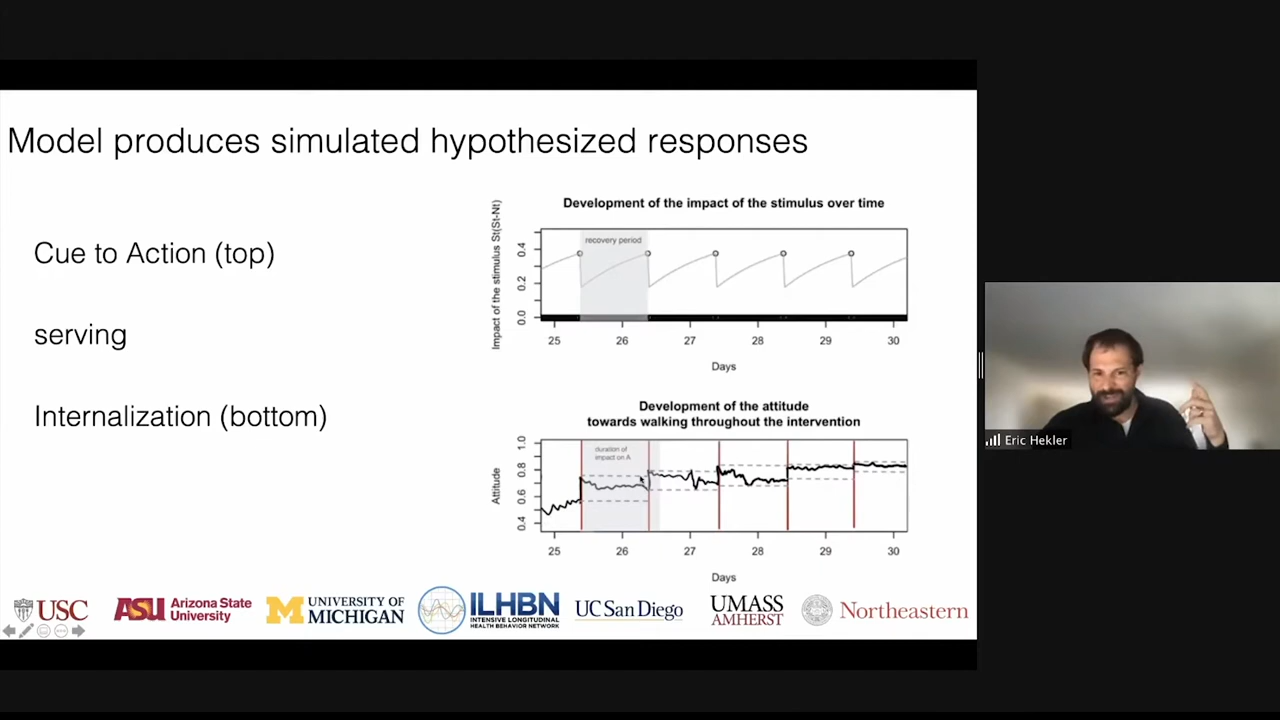 Model produces simulated hypothesized responses
Cue to Action (top)
serving
Internalization (bottom)
Development of the impact of the stimulus over time
Impact of the stimulus St(St-Nt)
0.4
0.2
0.0
recovery period
25 26 27 28 29 30
Days
Development of the attitude
towards walking throughout the intervention
Attitude
1.0
0.8
0.6
0.4
duration of
impact on A
25 26 27 28 29 30
Days
USC
ASU Arizona State
University
M UNIVERSITY OF
MICHIGAN
ILHBN
INTENSIVE LONGITUDINAL
HEALTH BEHAVIOR NETWORK
UC San Diego
UMASS
AMHERST
Northeastern
Eric Hekler